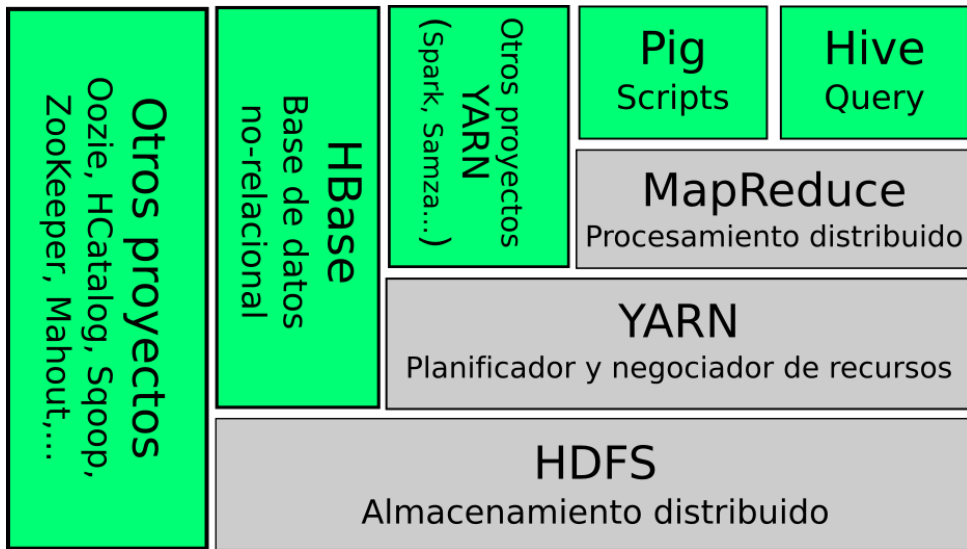 Otros proyectos
Oozie, HCatalog, Sqoop,
ZooKeeper, Mahout,...
HBase
Base de datos
no-relacional
Otros proyectos
YARN
(Spark, Samza...)
Pig
Scripts
Hive
Query
MapReduce
Procesamiento distribuido
YARN
Planificador y negociador de recursos
HDFS
Almacenamiento distribuido